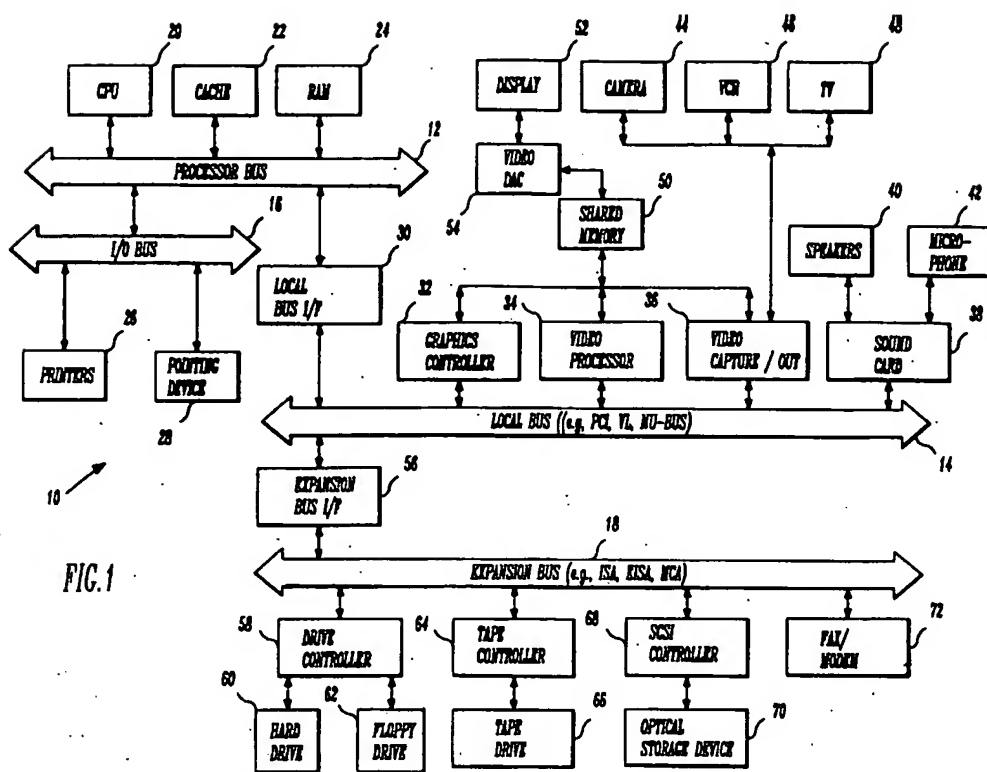 20
22
24
52
44
46
48
CPU
CACHE
RAM
DISPLAY
CAMERA
VCR
TV
12
PROCESSOR BUS
VIDEO
DAC
54
50
SHARED
MEMORY
40
42
16
I/O BUS
30
SPEAKERS
MICRO-
PHONE
LOCAL
BUS I/F
32
34
36
38
26
PRINTERS
POINTING
DEVICE
28
GRAPHICS
CONTROLLER
VIDEO
PROCESSOR
VIDEO
CAPTURE / OUT
SOUND
CARD
LOCAL BUS ((e.g., PCI, VL, NU-BUS)
14
10
EXPANSION
BUS I/F
56
18
FIG.1
EXPANSION BUS (e.g., ISA, EISA, MCA)
58
DRIVE
CONTROLLER
64
TAPE
CONTROLLER
68
SCSI
CONTROLLER
FAX/
MODEM
72
60
HARD
DRIVE
62
FLOPPY
DRIVE
TAPE
DRIVE
66
OPTICAL
STORAGE DEVICE
70